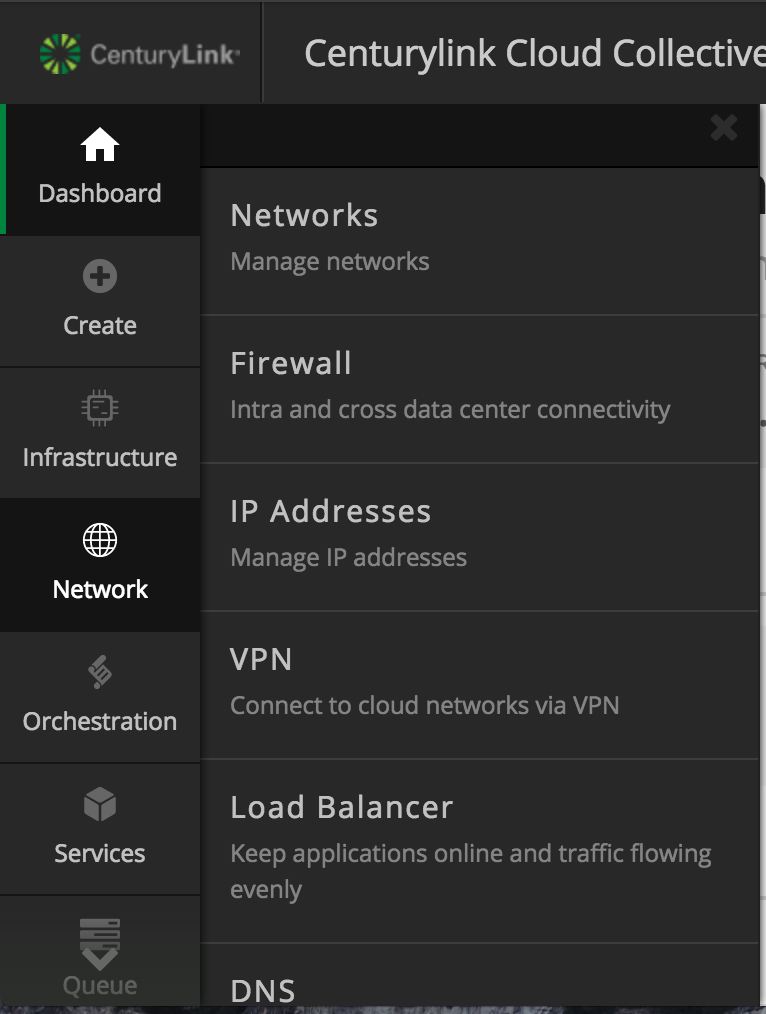 CenturyLink
Centurylink Cloud Collective
Dashboard
Create
Infrastructure
Network
Orchestration
Services
Queue
Networks
Manage networks
Firewall
Intra and cross data center connectivity
IP Addresses
Manage IP addresses
VPN
Connect to cloud networks via VPN
Load Balancer
Keep applications online and traffic flowing
evenly
DNS